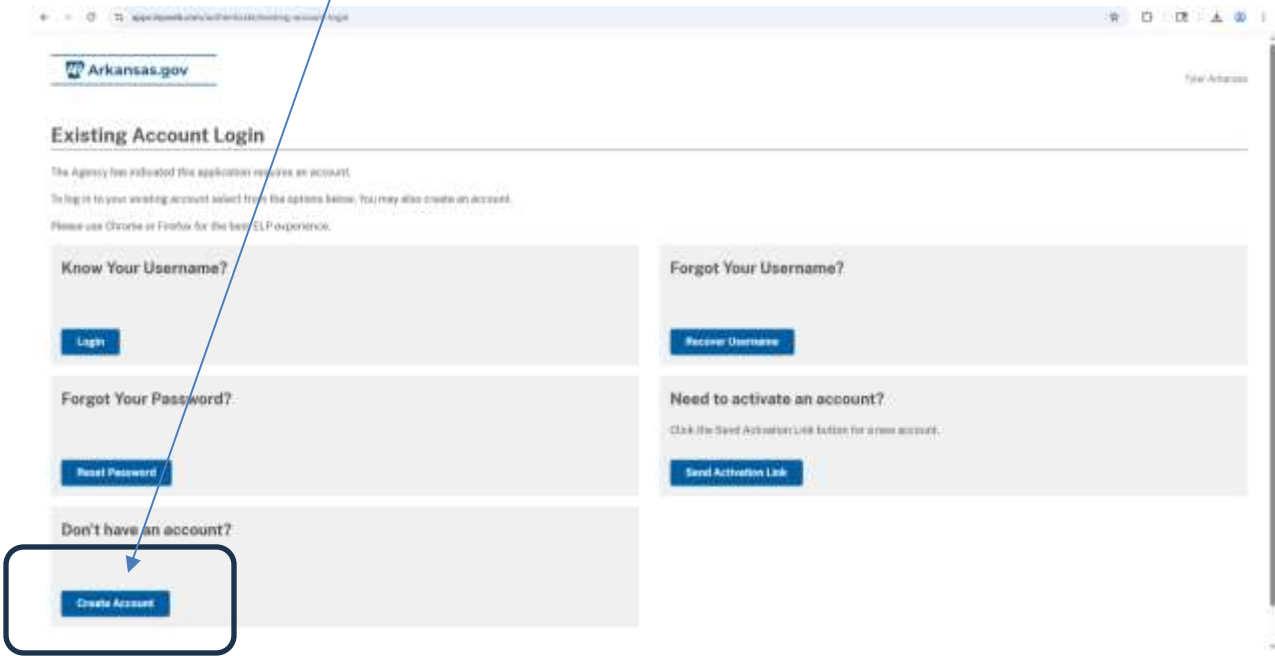 Arkansas.gov
Tyler Arkansas
Existing Account Login
The Agency has indicated this application requires an account.
To log in to your existing account select from the options below. You may also create an account.
Please use Chrome or Firefox for the best ELP experience.
Know Your Username?
Forgot Your Username?
Login
Recover Username
Forgot Your Password?
Need to activate an account?
Click the Send Activation Link button for a new account.
Reset Password
Send Activation Link
Don't have an account?
Create Account